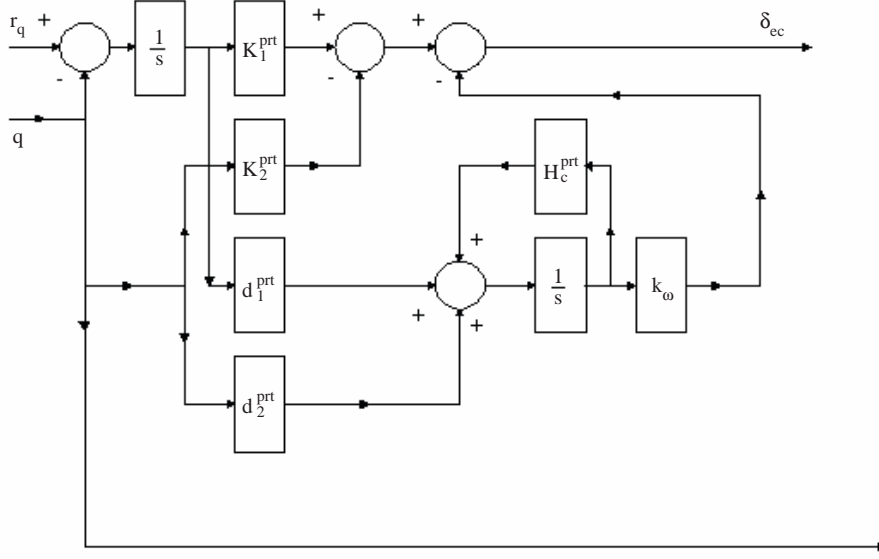 r_q + 1/s K_1^prt + + δ_ec
- - -
q K_2^prt H_c^prt
+
d_1^prt 1/s k_ω
+ +
d_2^prt